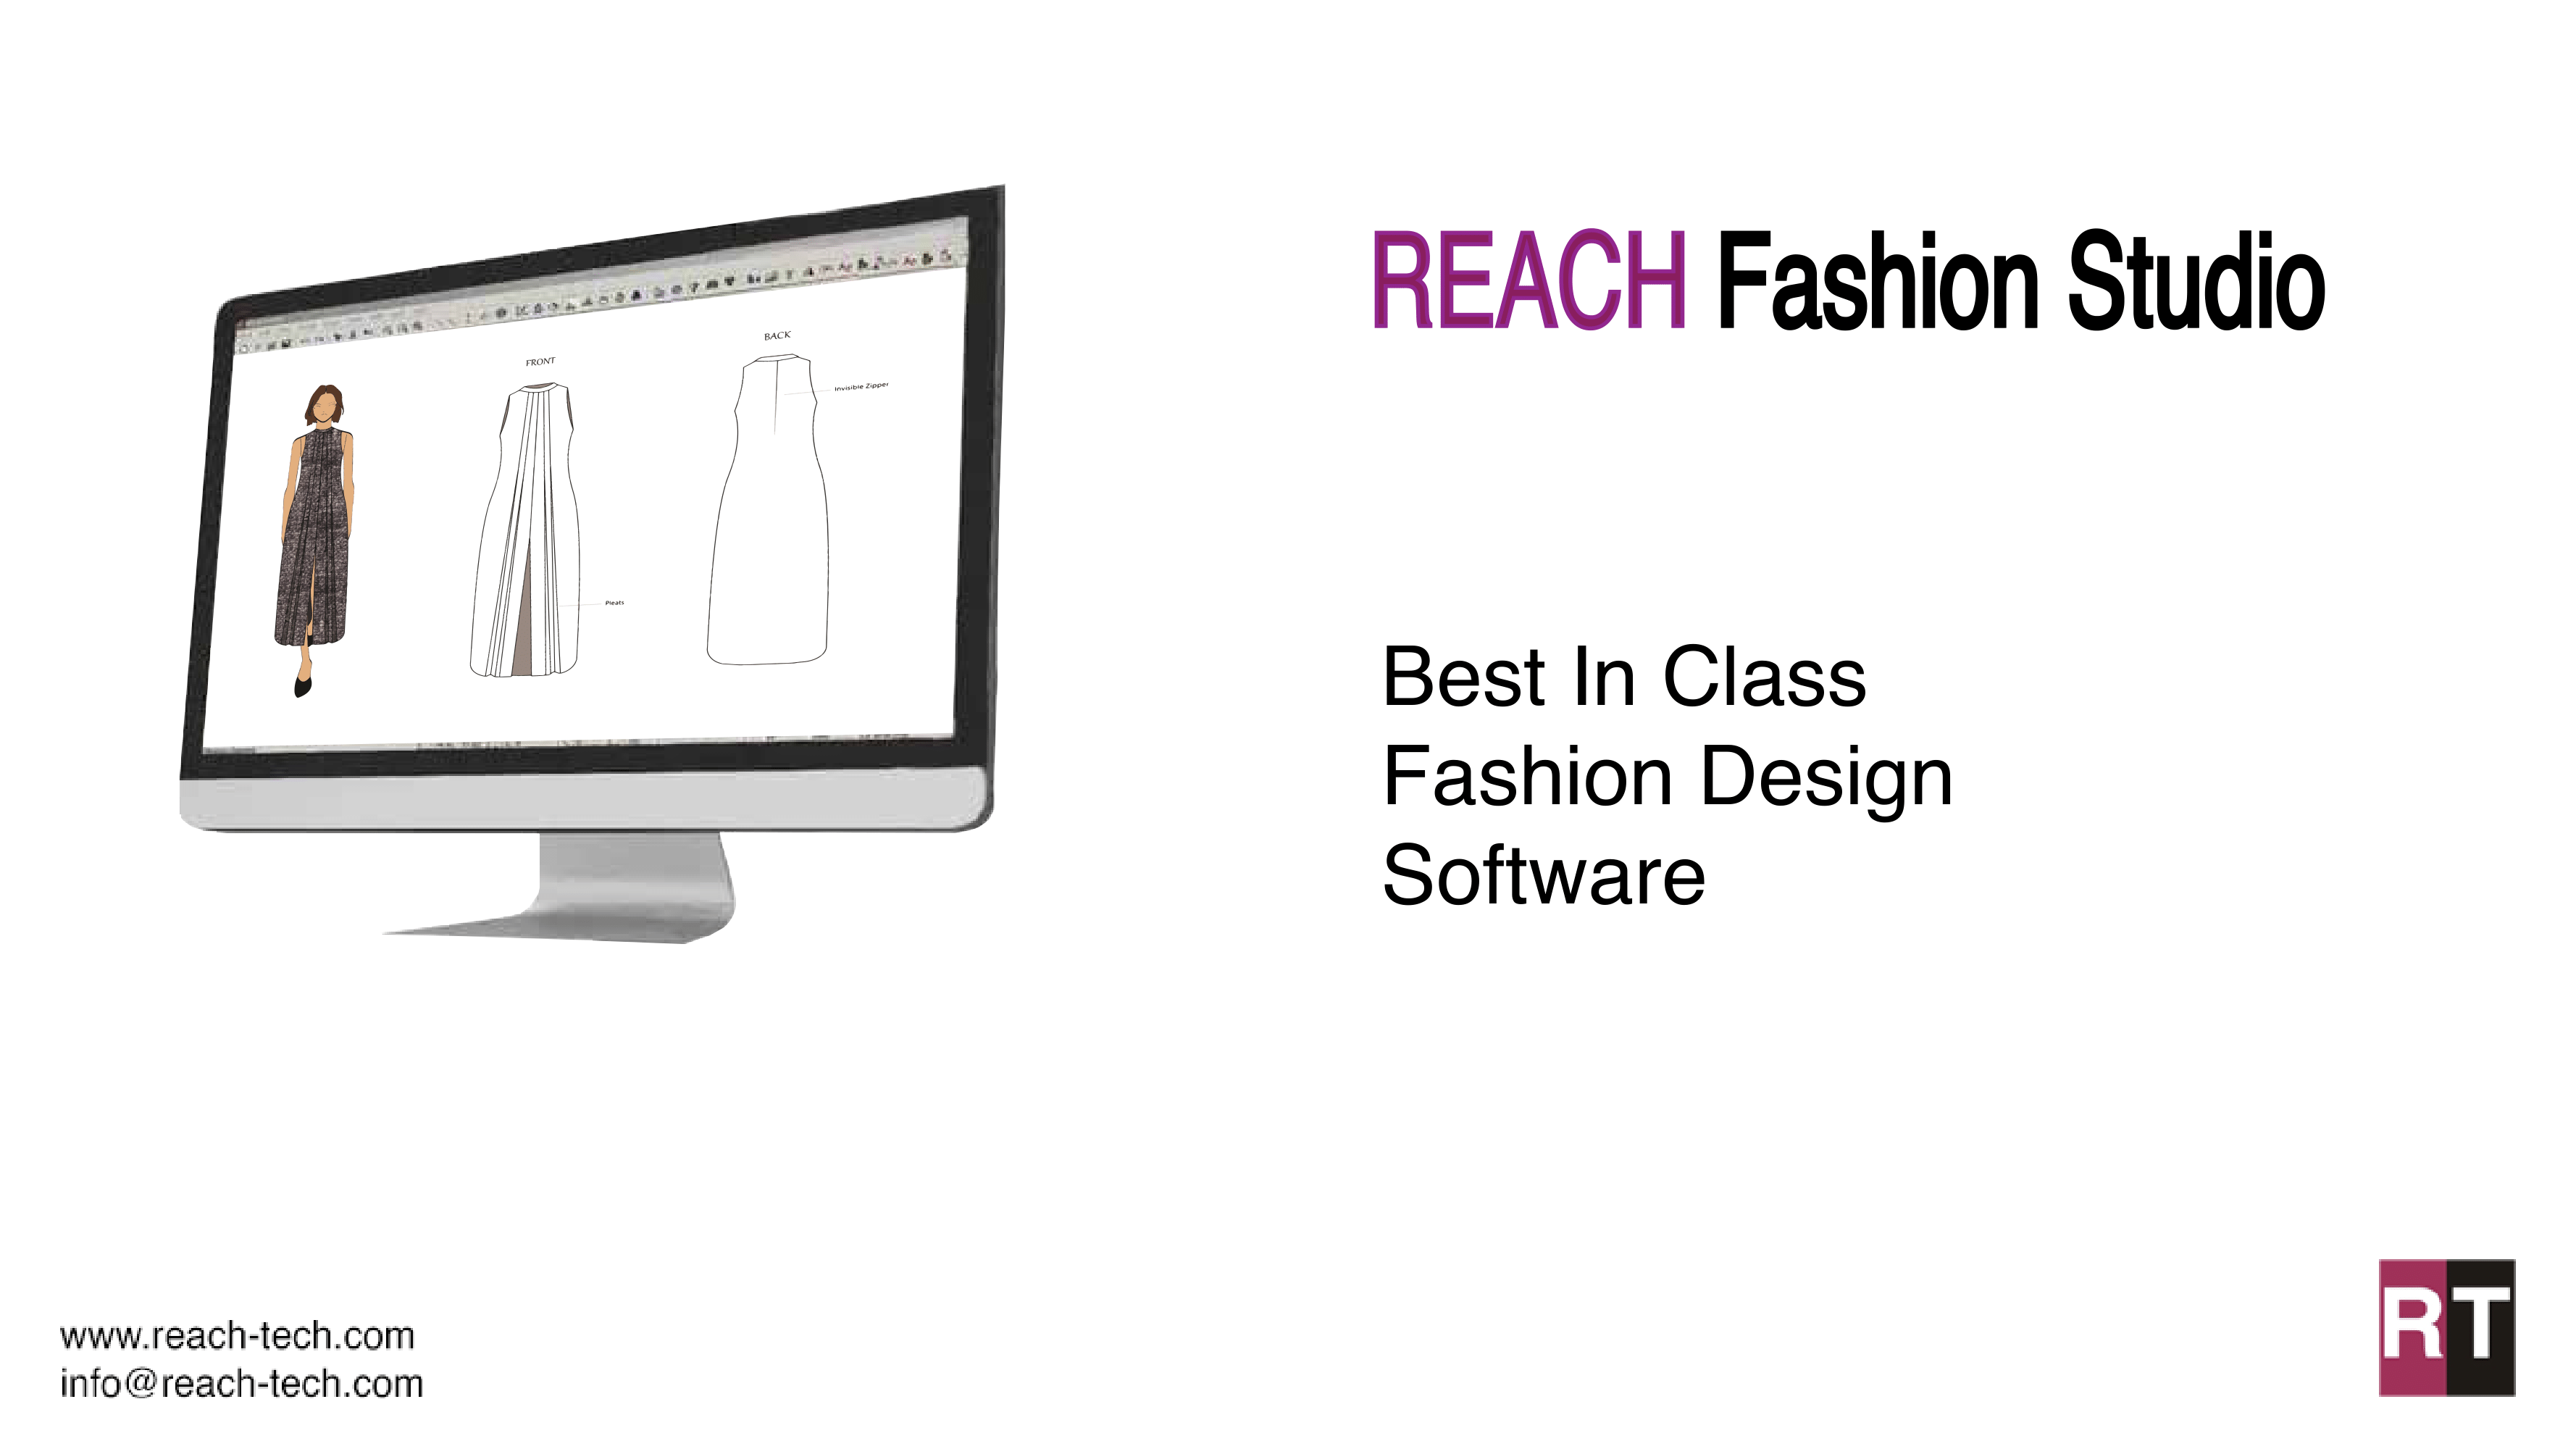 REACH Fashion Studio
FRONT
BACK
Invisible Zipper
Pleats
Best In Class
Fashion Design
Software
www.reach-tech.com
info@reach-tech.com
RT